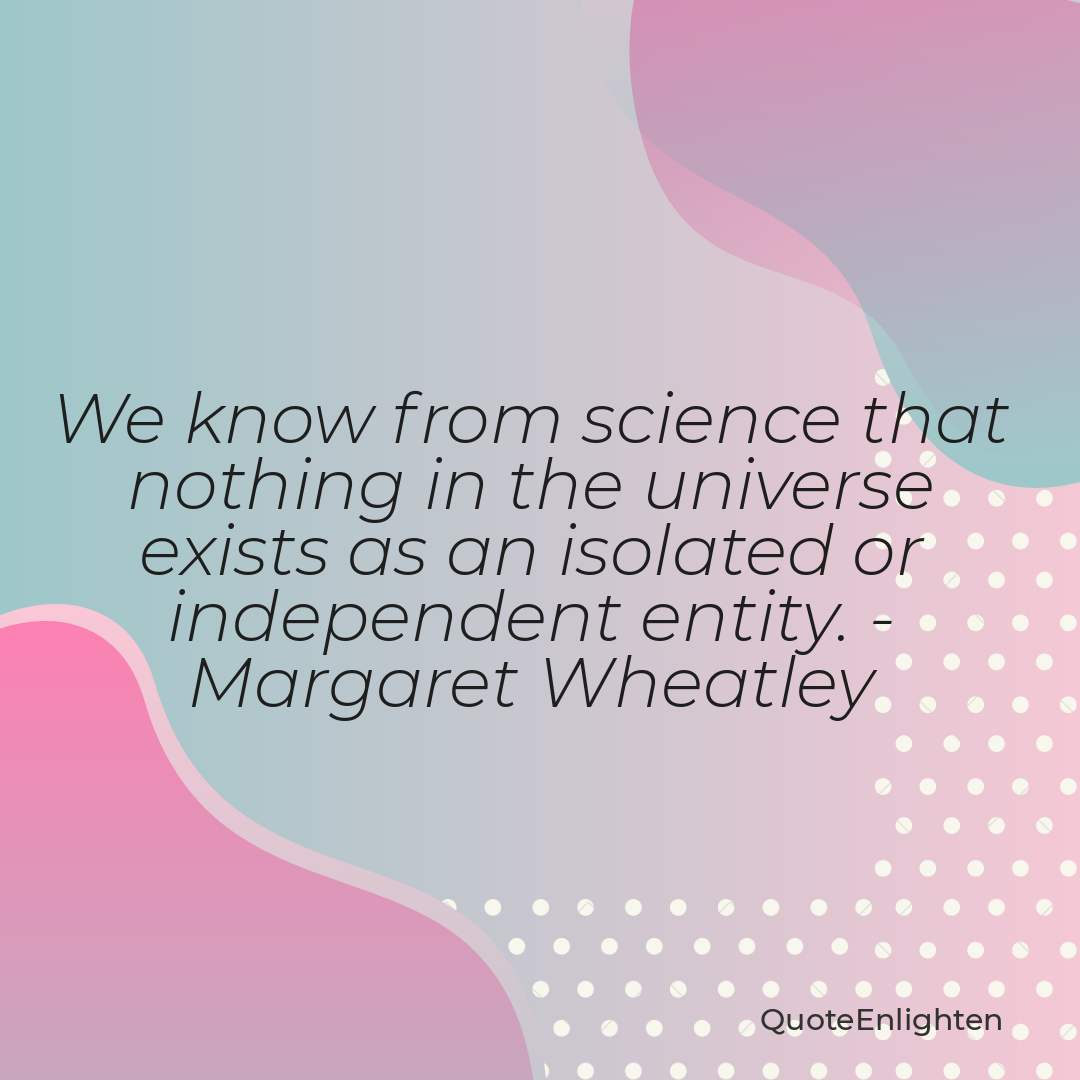 We know from science that
nothing in the universe
exists as an isolated or
independent entity. -
Margaret Wheatley
QuoteEnlighten